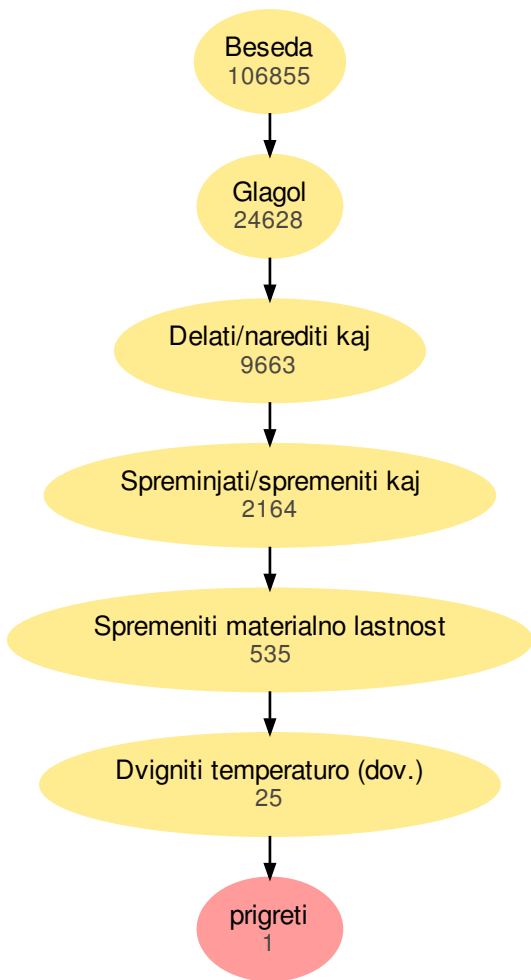 Beseda
106855
Glagol
24628
Delati/narediti kaj
9663
Spreminjati/spremeniti kaj
2164
Spremeniti materialno lastnost
535
Dvigniti temperaturo (dov.)
25
prigreti
1